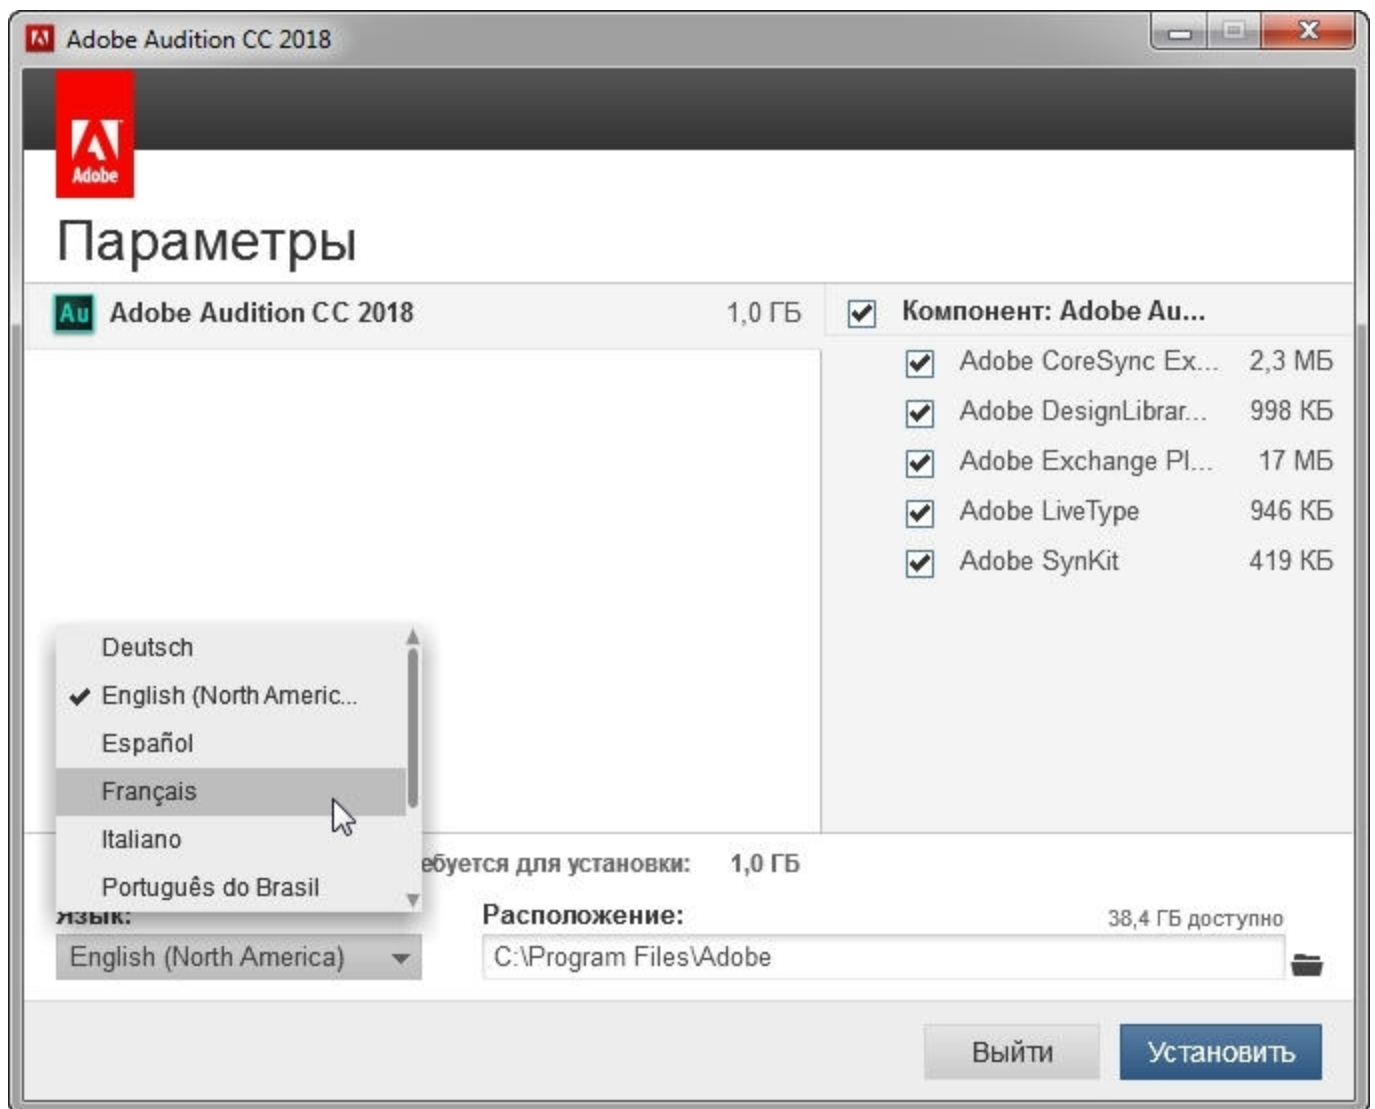 Adobe Audition CC 2018
Adobe
Параметры
Au Adobe Audition CC 2018 1,0 ГБ
Компонент: Adobe Au...
Adobe CoreSync Ex... 2,3 МБ
Adobe DesignLibrar... 998 КБ
Adobe Exchange Pl... 17 МБ
Adobe LiveType 946 КБ
Adobe SynKit 419 КБ
Deutsch
English (North Americ...
Español
Français
Italiano
Português do Brasil
ебуется для установки: 1,0 ГБ
Язык:
English (North America)
Расположение: 38,4 ГБ доступно
C:\Program Files\Adobe
Выйти Установить